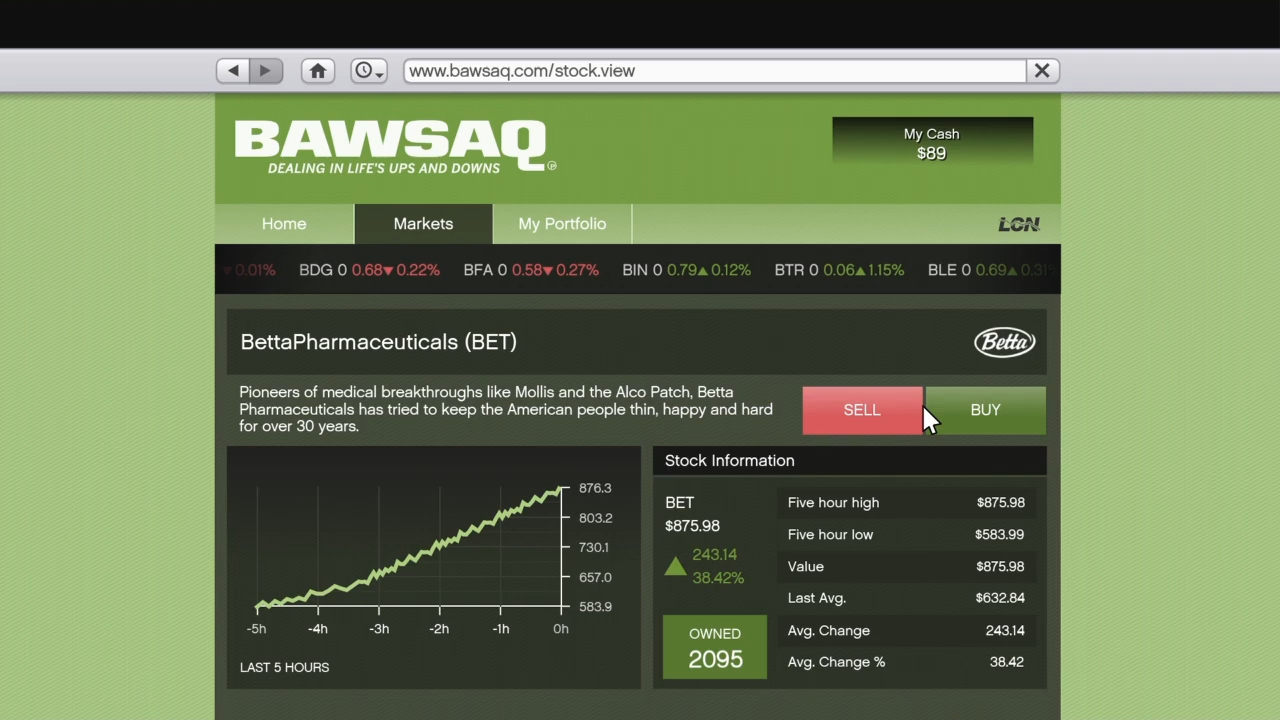 www.bawsaq.com/stock.view
BAWSAQ
DEALING IN LIFE'S UPS AND DOWNS
My Cash
$89
Home Markets My Portfolio LCN
▼0.01% BDG 0 0.68▼0.22% BFA 0 0.58▼0.27% BIN 0 0.79▲0.12% BTR 0 0.06▲1.15% BLE 0 0.69▲0.31%
BettaPharmaceuticals (BET)
Betta
Pioneers of medical breakthroughs like Mollis and the Alco Patch, Betta
Pharmaceuticals has tried to keep the American people thin, happy and hard
for over 30 years.
SELL BUY
876.3
803.2
730.1
657.0
583.9
-5h -4h -3h -2h -1h 0h
LAST 5 HOURS
Stock Information
BET
$875.98
▲ 243.14
38.42%
OWNED
2095
Five hour high $875.98
Five hour low $583.99
Value $875.98
Last Avg. $632.84
Avg. Change 243.14
Avg. Change % 38.42